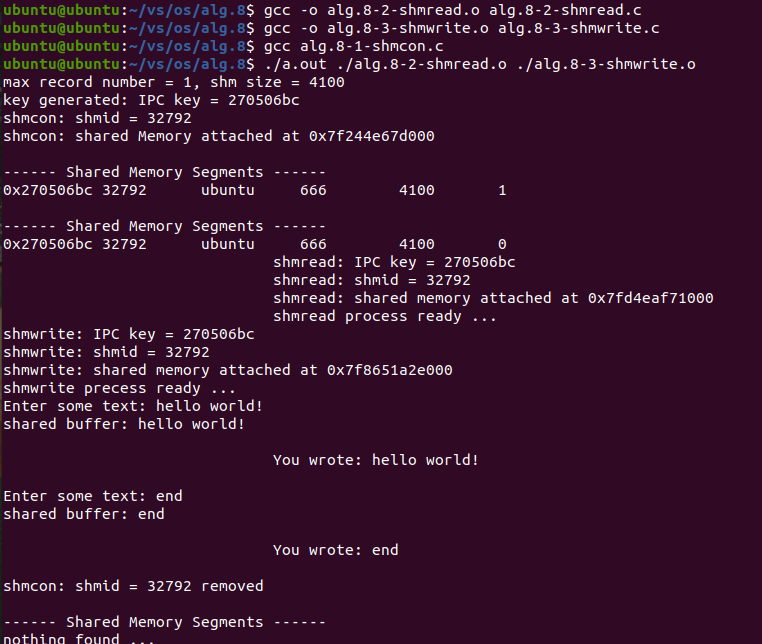 ubuntu@ubuntu:~/vs/os/alg.8$ gcc -o alg.8-2-shmread.o alg.8-2-shmread.c
ubuntu@ubuntu:~/vs/os/alg.8$ gcc -o alg.8-3-shmwrite.o alg.8-3-shmwrite.c
ubuntu@ubuntu:~/vs/os/alg.8$ gcc alg.8-1-shmcon.c
ubuntu@ubuntu:~/vs/os/alg.8$ ./a.out ./alg.8-2-shmread.o ./alg.8-3-shmwrite.o
max record number = 1, shm size = 4100
key generated: IPC key = 270506bc
shmcon: shmid = 32792
shmcon: shared Memory attached at 0x7f244e67d000
------ Shared Memory Segments ------
0x270506bc 32792 ubuntu 666 4100 1
------ Shared Memory Segments ------
0x270506bc 32792 ubuntu 666 4100 0
shmread: IPC key = 270506bc
shmread: shmid = 32792
shmread: shared memory attached at 0x7fd4eaf71000
shmread process ready ...
shmwrite: IPC key = 270506bc
shmwrite: shmid = 32792
shmwrite: shared memory attached at 0x7f8651a2e000
shmwrite precess ready ...
Enter some text: hello world!
shared buffer: hello world!
You wrote: hello world!
Enter some text: end
shared buffer: end
You wrote: end
shmcon: shmid = 32792 removed
------ Shared Memory Segments ------
nothing found ...